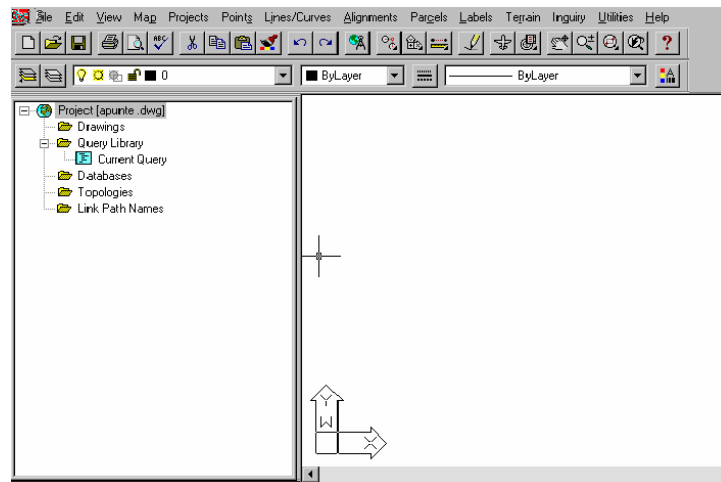 File Edit View Map Projects Points Lines/Curves Alignments Parcels Labels Terrain Inquiry Utilities Help
ABC ?
0 ByLayer ByLayer
Project [apunte .dwg]
Drawings
Query Library
Current Query
Databases
Topologies
Link Path Names
Y
W
X